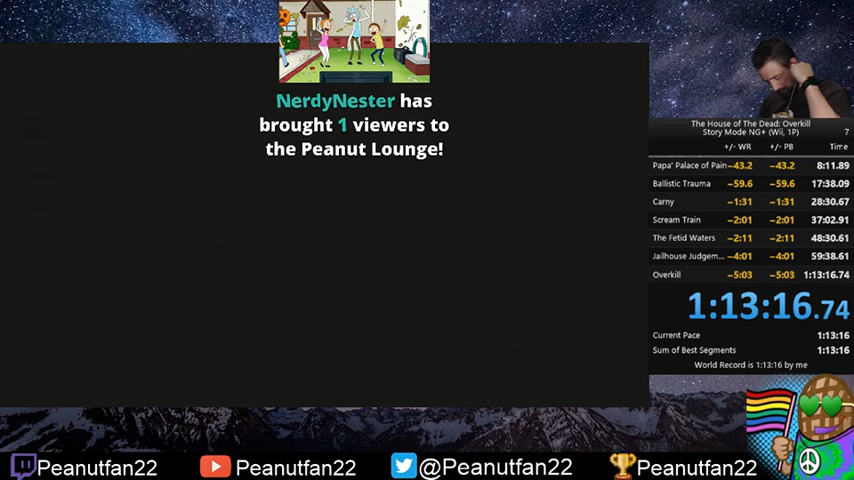 NerdyNester has
brought 1 viewers to
the Peanut Lounge!
The House of The Dead: Overkill
Story Mode NG+ (Wii, 1P) 7
+/- WR +/- PB Time
Papa' Palace of Pain -43.2 -43.2 8:11.89
Ballistic Trauma -59.6 -59.6 17:38.09
Carny -1:31 -1:31 28:30.67
Scream Train -2:01 -2:01 37:02.91
The Fetid Waters -2:11 -2:11 48:30.61
Jailhouse Judgem... -4:01 -4:01 59:38.61
Overkill -5:03 -5:03 1:13:16.74
1:13:16.74
Current Pace 1:13:16
Sum of Best Segments 1:13:16
World Record is 1:13:16 by me
Peanutfan22 Peanutfan22 @Peanutfan22 Peanutfan22